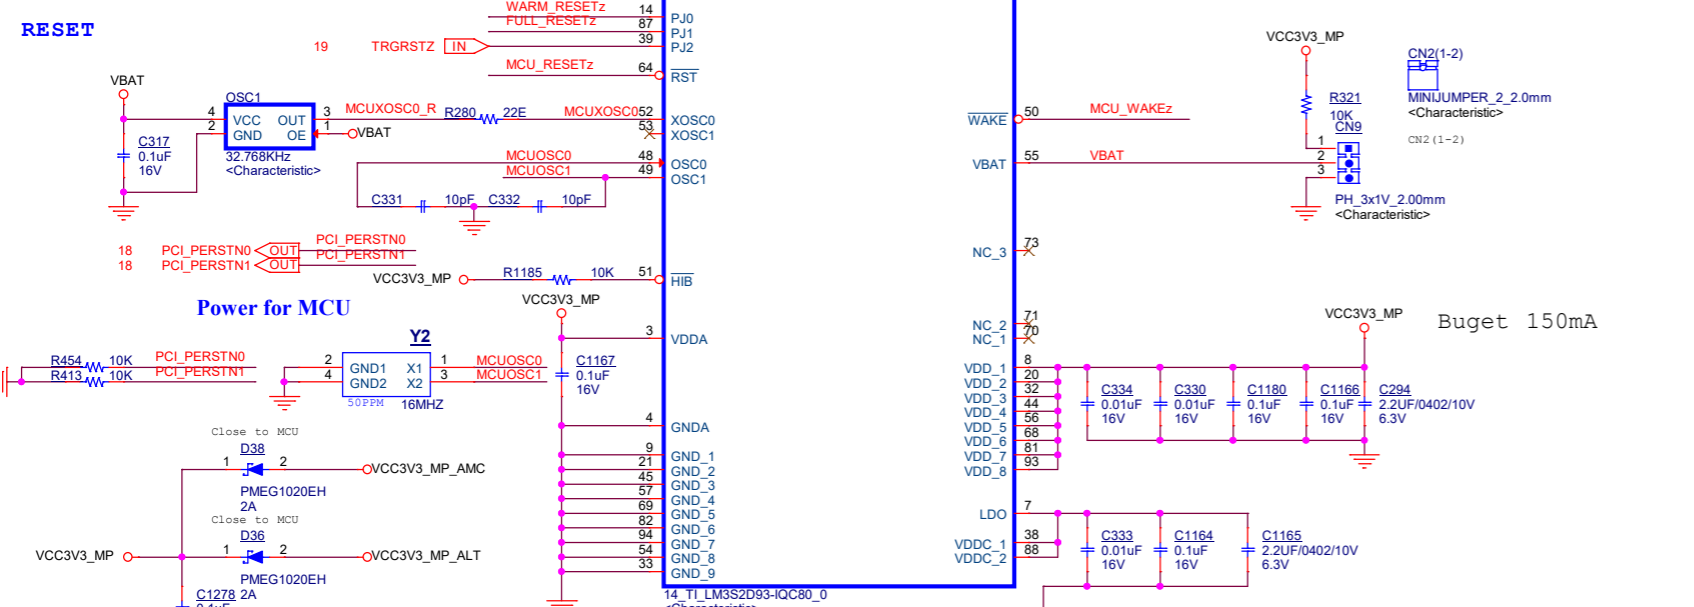 RESET
WARM_RESETz 14 PJ0
FULL_RESETz 87 PJ1
19 TRGRSTZ IN 39 PJ2
MCU_RESETz 64 RST
VBAT
OSC1
4 VCC OUT 3 MCUXOSC0_R R280 22E MCUXOSC0 52 XOSC0
2 GND OE 1 VBAT 53 XOSC1
C317
0.1uF
16V
32.768KHz
<Characteristic>
MCUOSC0 48 OSC0
MCUOSC1 49 OSC1
C331 10pF C332 10pF
18 PCI_PERSTN0 OUT PCI_PERSTN0
18 PCI_PERSTN1 OUT PCI_PERSTN1
VCC3V3_MP R1185 10K 51 HIB
Power for MCU
VCC3V3_MP
3 VDDA
Y2
R454 10K PCI_PERSTN0
R413 10K PCI_PERSTN1
2 GND1 X1 1 MCUOSC0
4 GND2 X2 3 MCUOSC1
50PPM 16MHZ
C1167
0.1uF
16V
4 GNDA
9 GND_1
21 GND_2
45 GND_3
57 GND_4
69 GND_5
82 GND_6
94 GND_7
54 GND_8
33 GND_9
Close to MCU
D38
1 2 VCC3V3_MP_AMC
PMEG1020EH
2A
Close to MCU
D36
VCC3V3_MP 1 2 VCC3V3_MP_ALT
PMEG1020EH
C1278 2A
0.1uF
14_TI_LM3S2D93-IQC80_0
<Characteristic>
WAKE 50 MCU_WAKEz
VBAT 55 VBAT
VCC3V3_MP
R321
10K
CN9
1
2
3
PH_3x1V_2.00mm
<Characteristic>
CN2(1-2)
MINIJUMPER_2_2.0mm
<Characteristic>
CN2(1-2)
NC_3 73
NC_2 71
NC_1 70
VCC3V3_MP
Buget 150mA
VDD_1 8
VDD_2 20
VDD_3 32
VDD_4 44
VDD_5 56
VDD_6 68
VDD_7 81
VDD_8 93
C334
0.01uF
16V
C330
0.01uF
16V
C1180
0.1uF
16V
C1166
0.1uF
16V
C294
2.2UF/0402/10V
6.3V
LDO 7
VDDC_1 38
VDDC_2 88
C333
0.01uF
16V
C1164
0.1uF
16V
C1165
2.2UF/0402/10V
6.3V